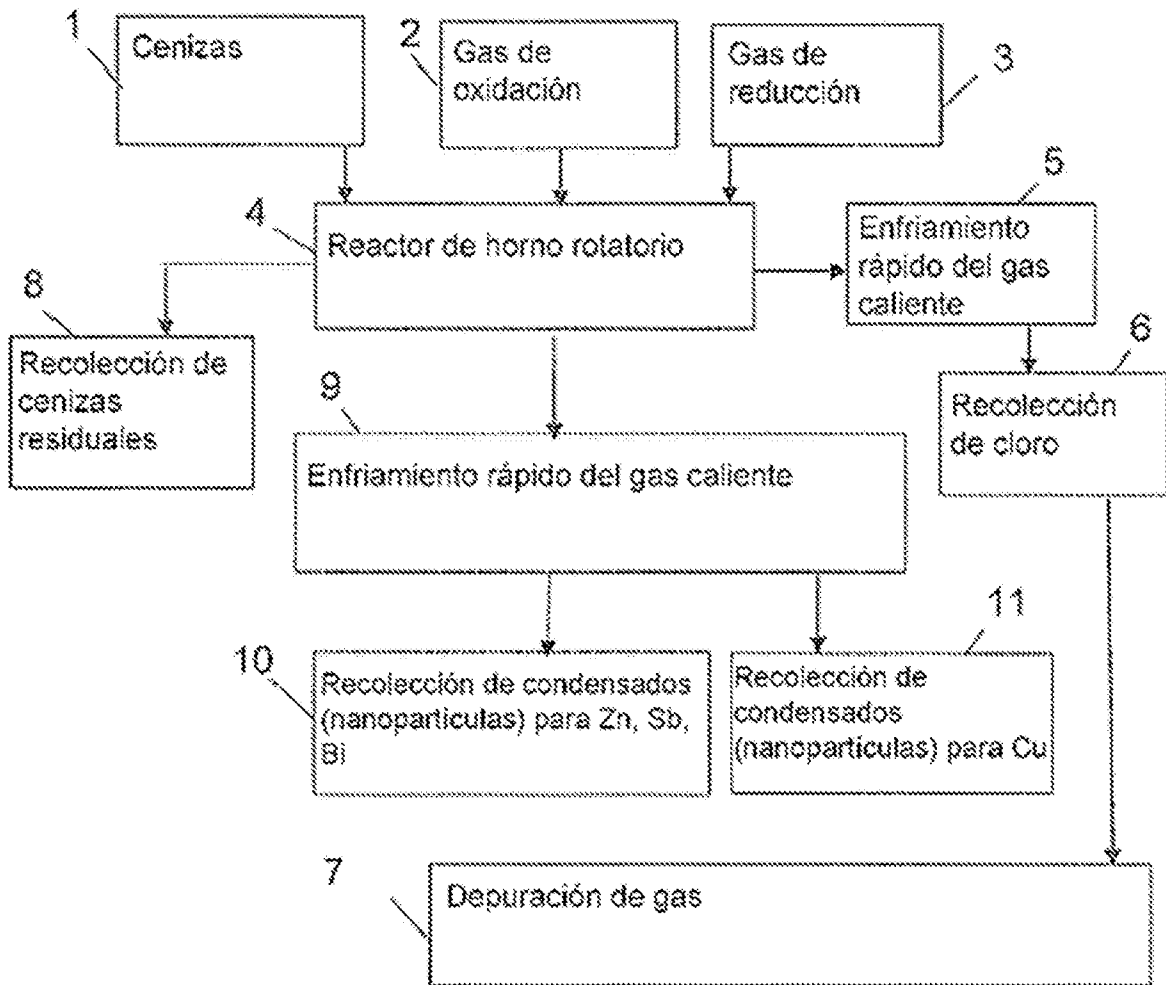 1
Cenizas
2
Gas de
oxidación
Gas de
reducción
3
4
Reactor de horno rotatorio
5
Enfriamiento
rápido del gas
caliente
8
Recolección de
cenizas
residuales
6
Recolección
de cloro
9
Enfriamiento rápido del gas caliente
10
Recolección de condensados
(nanopartículas) para Zn, Sb,
Bi
11
Recolección de
condensados
(nanopartículas) para Cu
7
Depuración de gas